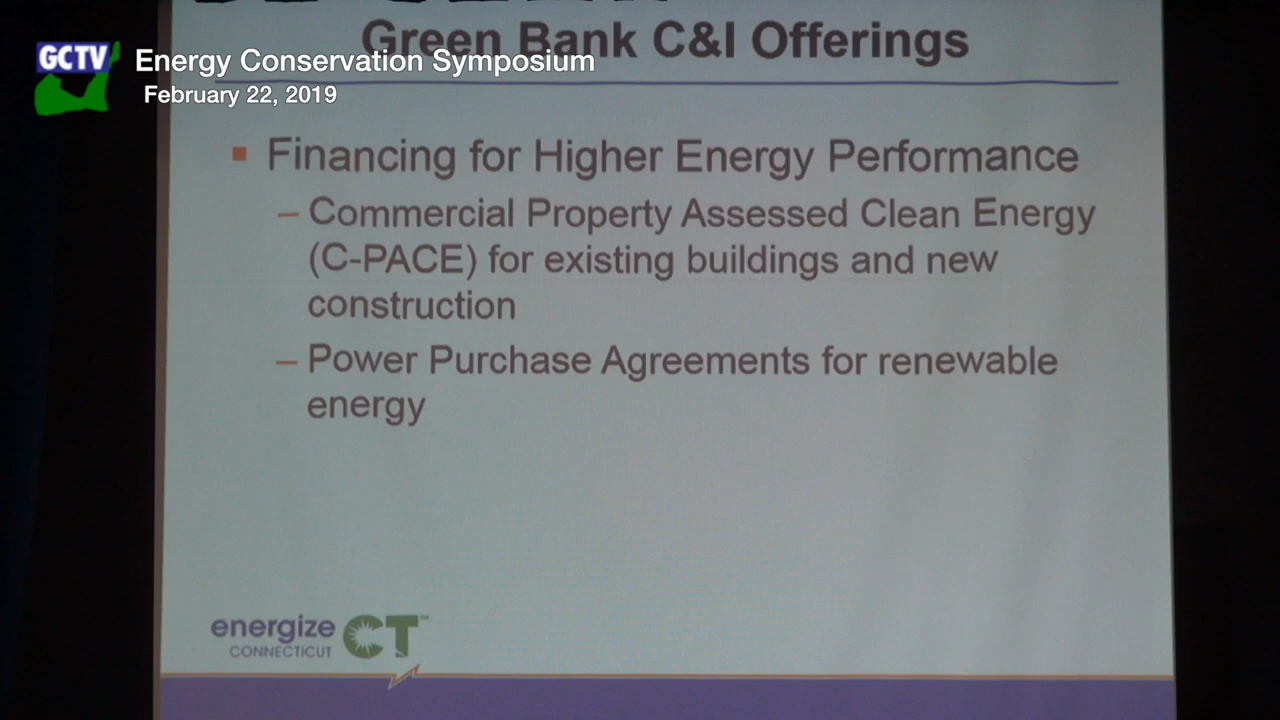 Green Bank C&I Offerings
GCTV
Energy Conservation Symposium
February 22, 2019
▪ Financing for Higher Energy Performance
– Commercial Property Assessed Clean Energy
(C-PACE) for existing buildings and new
construction
– Power Purchase Agreements for renewable
energy
energize
CONNECTICUT
CT™